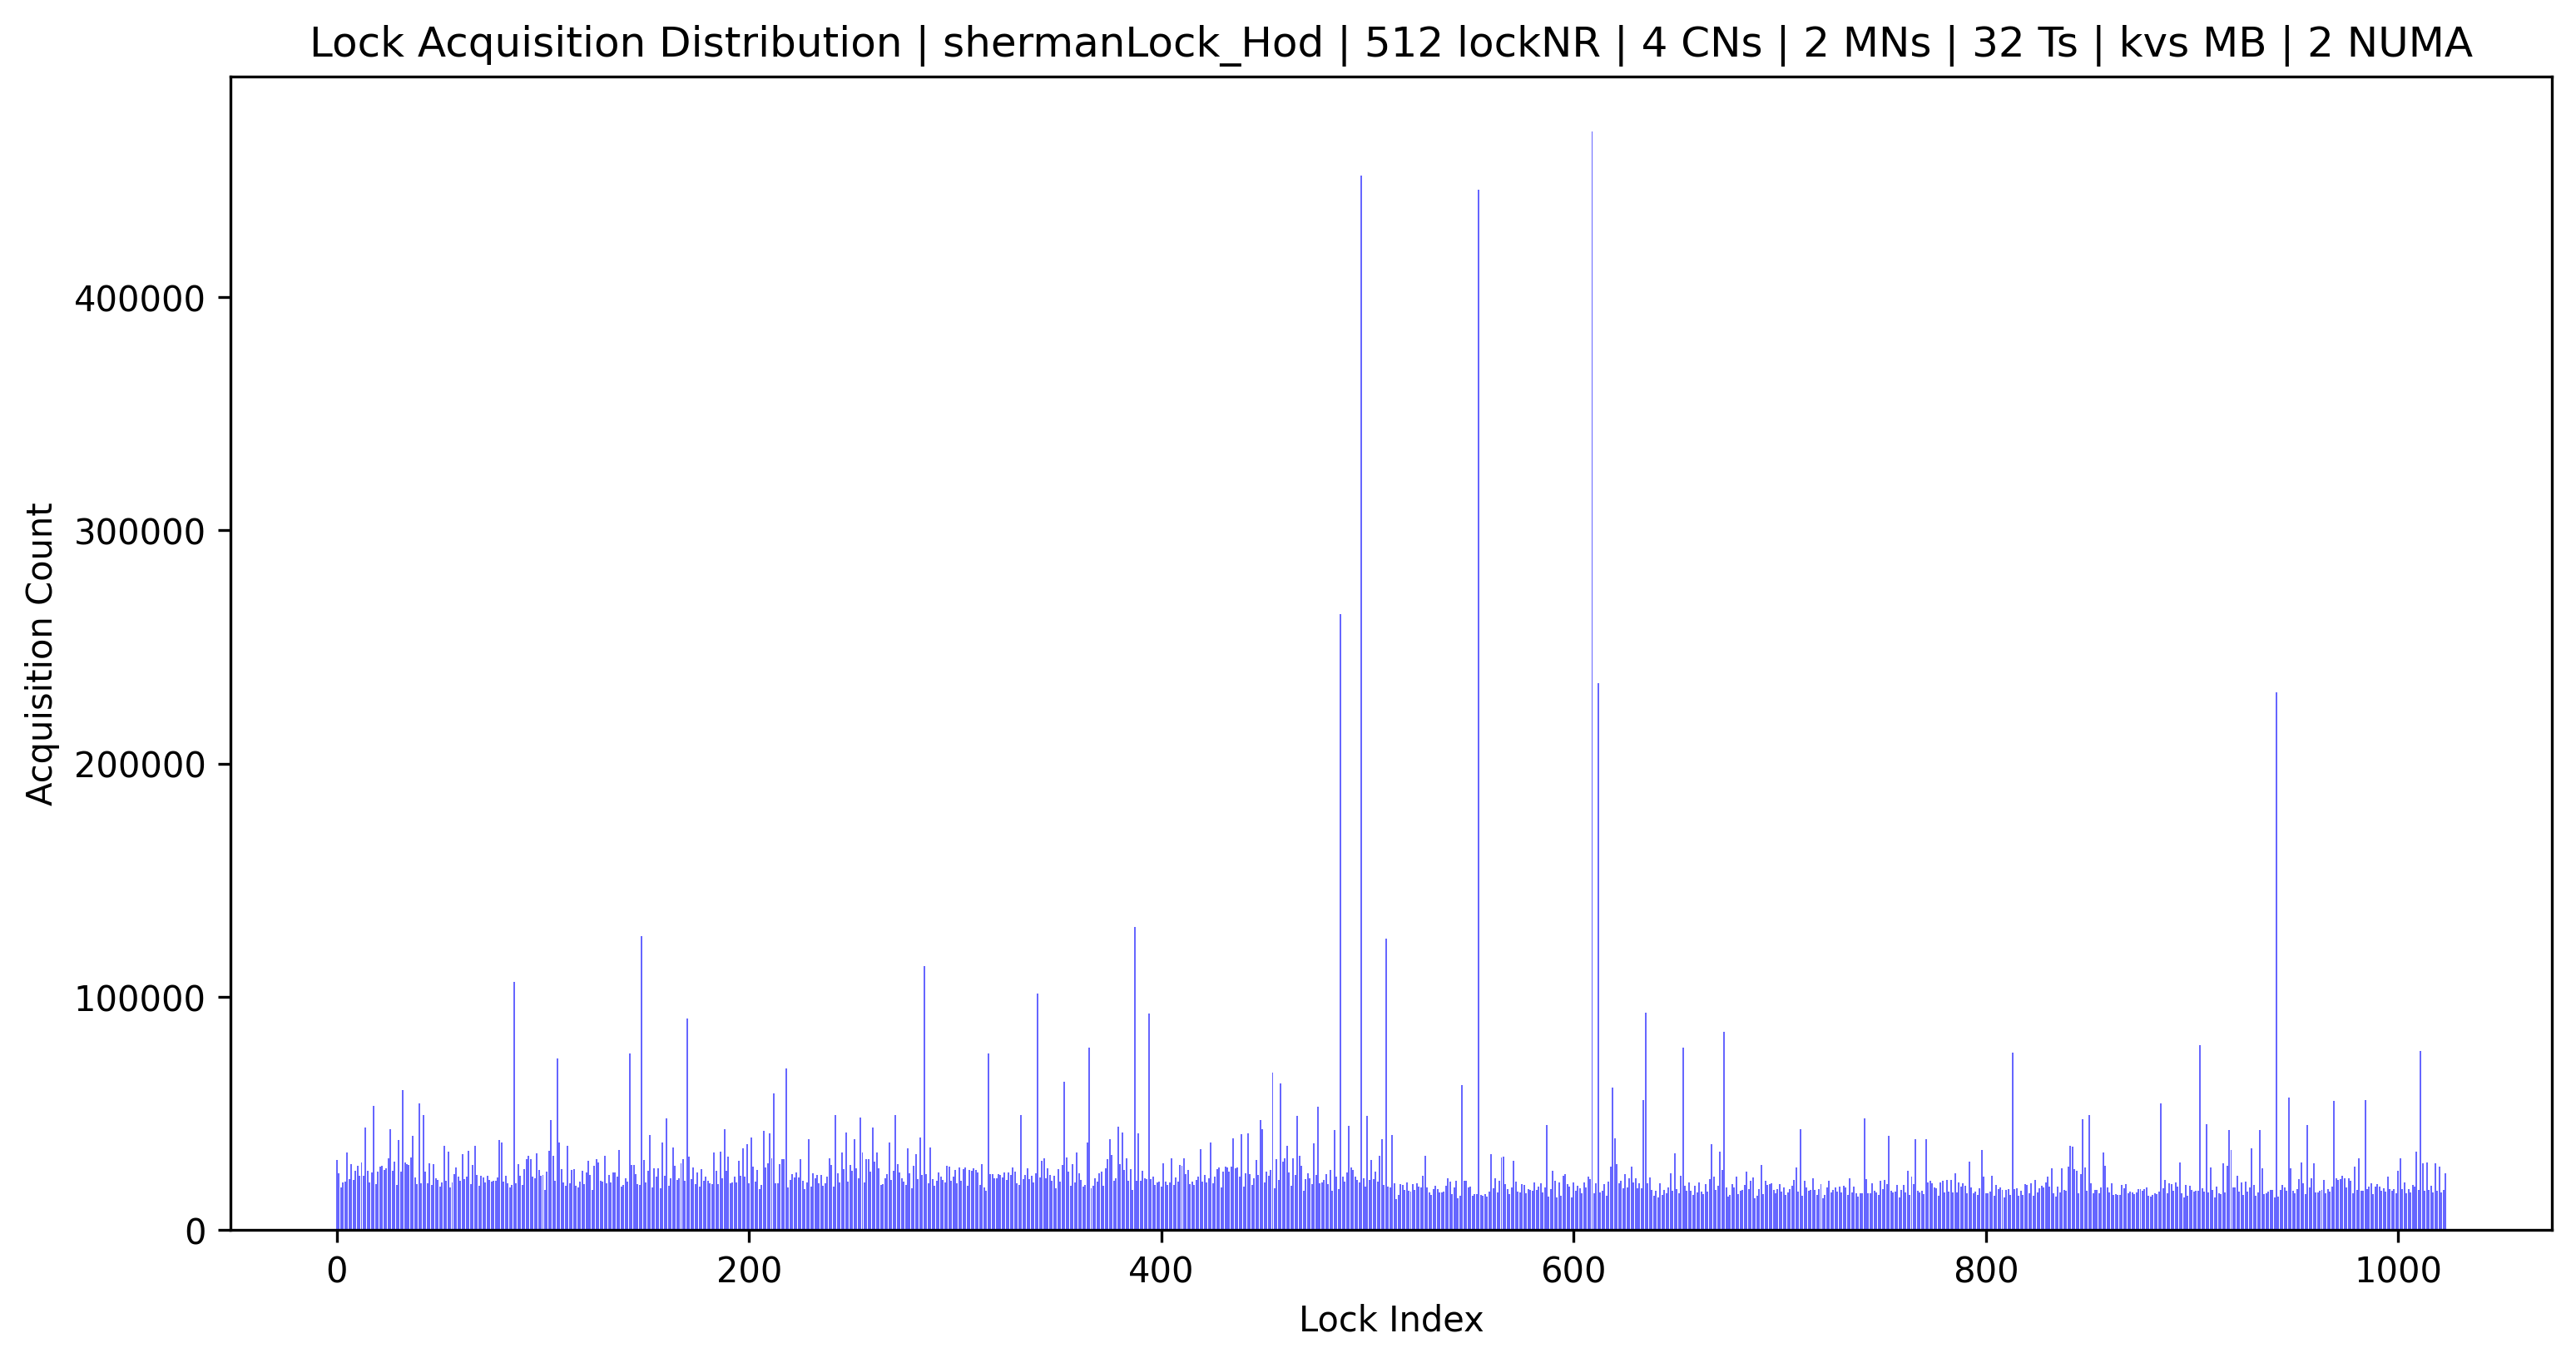 Lock Acquisition Distribution | shermanLock_Hod | 512 lockNR | 4 CNs | 2 MNs | 32 Ts | kvs MB | 2 NUMA
Acquisition Count
400000
300000
200000
100000
0
0 200 400 600 800 1000
Lock Index